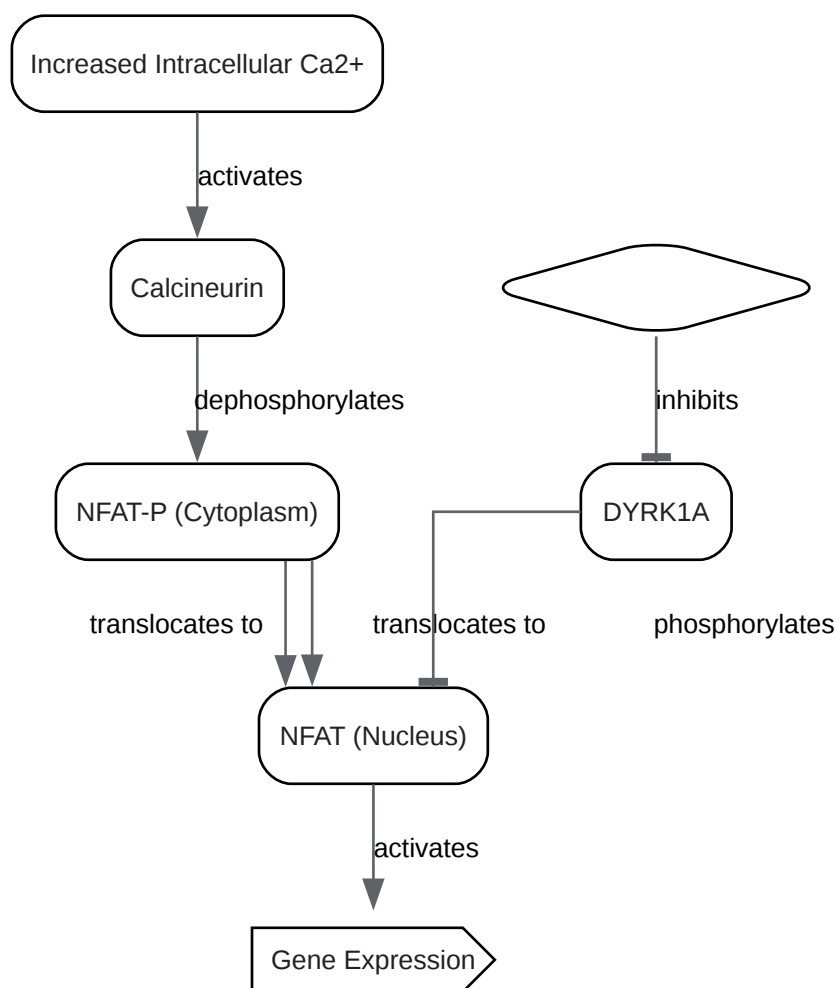 Increased Intracellular Ca2+
activates
Calcineurin
dephosphorylates
inhibits
NFAT-P (Cytoplasm)
DYRK1A
translocates to
translocates to
phosphorylates
NFAT (Nucleus)
activates
Gene Expression